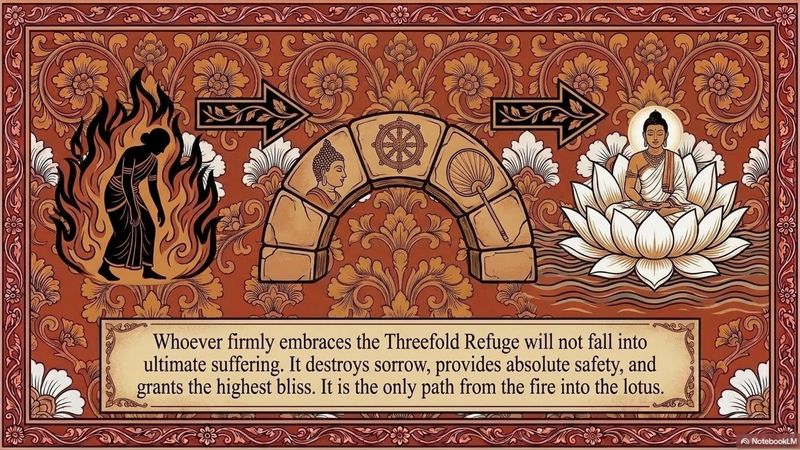 Whoever firmly embraces the Threefold Refuge will not fall into
ultimate suffering. It destroys sorrow, provides absolute safety, and
grants the highest bliss. It is the only path from the fire into the lotus.
NotebookLM